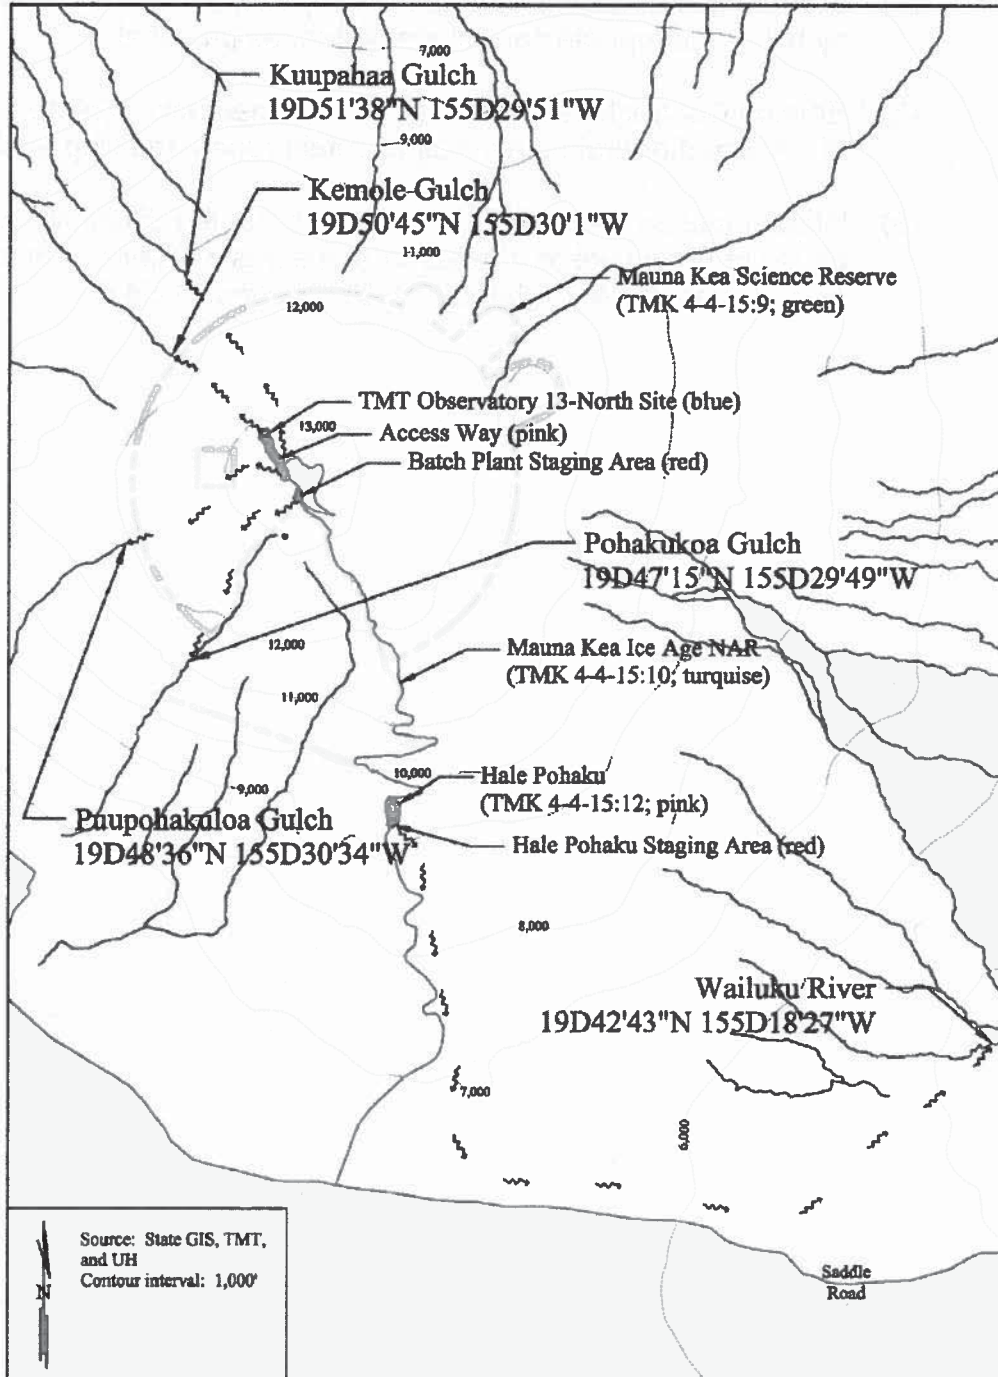 7,000
Kuupahaa Gulch
19D51'38"N 155D29'51"W
9,000
Kemole Gulch
19D50'45"N 155D30'1"W
11,000
Mauna Kea Science Reserve
(TMK 4-4-15:9; green)
12,000
TMT Observatory 13-North Site (blue)
13,000
Access Way (pink)
Batch Plant Staging Area (red)
Pohakukoa Gulch
19D47'15"N 155D29'49"W
12,000
Mauna Kea Ice Age NAR
(TMK 4-4-15:10; turquise)
11,000
10,000
Hale Pohaku
(TMK 4-4-15:12; pink)
9,000
Puupohakuloa Gulch
19D48'36"N 155D30'34"W
Hale Pohaku Staging Area (red)
8,000
Wailuku River
19D42'43"N 155D18'27"W
7,000
6,000
Source: State GIS, TMT,
and UH
Contour interval: 1,000'
N
Saddle
Road